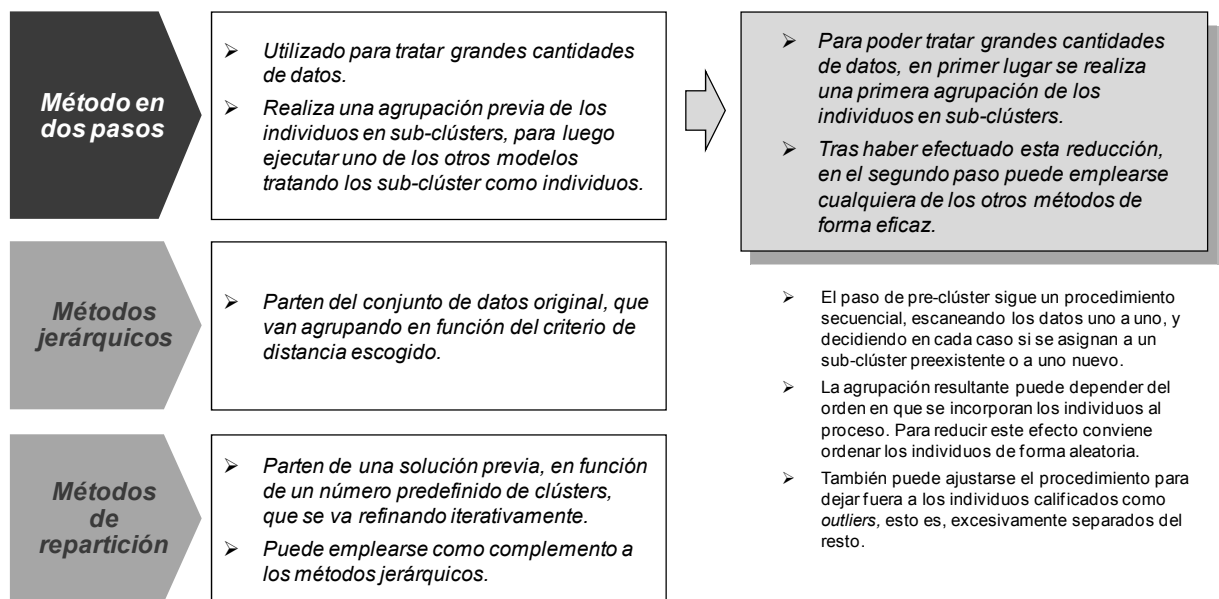 Método en
dos pasos
➢ Utilizado para tratar grandes cantidades
de datos.
➢ Realiza una agrupación previa de los
individuos en sub-clústers, para luego
ejecutar uno de los otros modelos
tratando los sub-clúster como individuos.
➢ Para poder tratar grandes cantidades
de datos, en primer lugar se realiza
una primera agrupación de los
individuos en sub-clústers.
➢ Tras haber efectuado esta reducción,
en el segundo paso puede emplearse
cualquiera de los otros métodos de
forma eficaz.
Métodos
jerárquicos
➢ Parten del conjunto de datos original, que
van agrupando en función del criterio de
distancia escogido.
Métodos
de
repartición
➢ Parten de una solución previa, en función
de un número predefinido de clústers,
que se va refinando iterativamente.
➢ Puede emplearse como complemento a
los métodos jerárquicos.
➢ El paso de pre-clúster sigue un procedimiento
secuencial, escaneando los datos uno a uno, y
decidiendo en cada caso si se asignan a un
sub-clúster preexistente o a uno nuevo.
➢ La agrupación resultante puede depender del
orden en que se incorporan los individuos al
proceso. Para reducir este efecto conviene
ordenar los individuos de forma aleatoria.
➢ También puede ajustarse el procedimiento para
dejar fuera a los individuos calificados como
outliers, esto es, excesivamente separados del
resto.